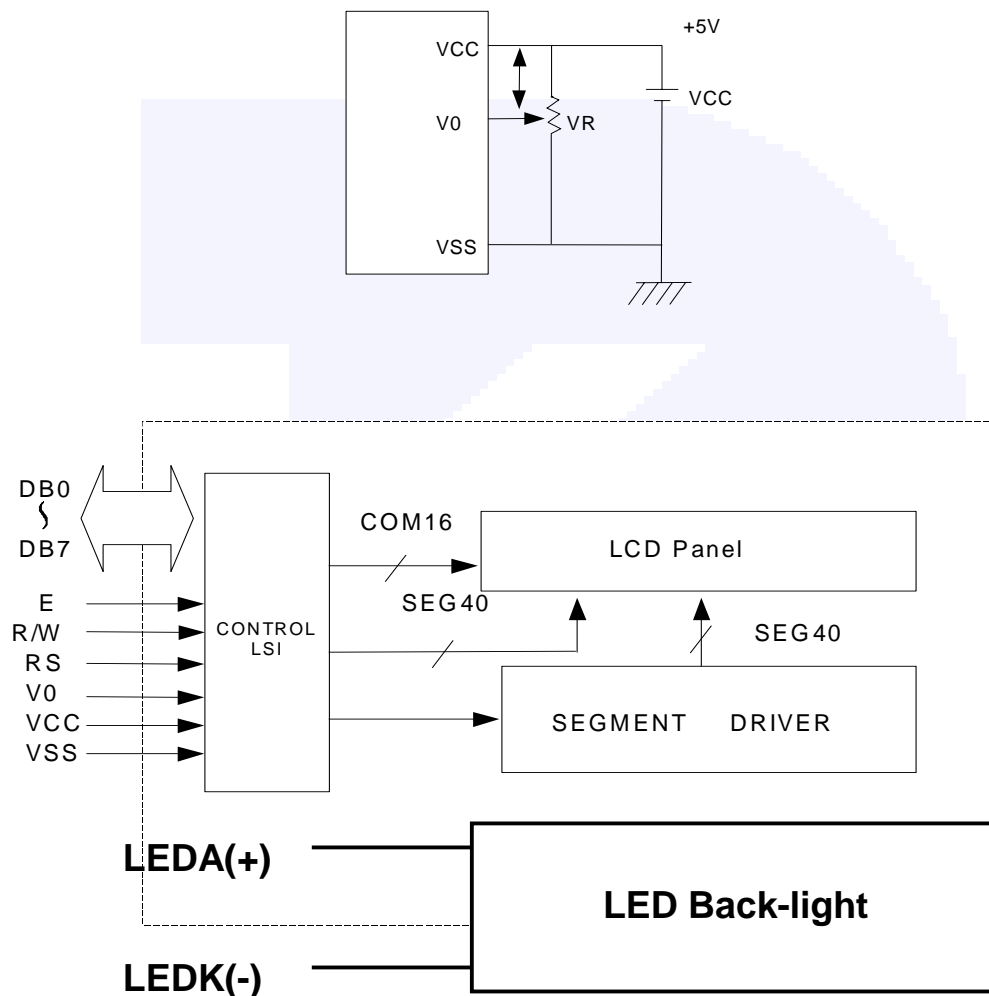 +5V
VCC
VCC
V0
VR
VSS
DB0
DB7
COM16
LCD Panel
SEG40
E
R/W
RS
V0
VCC
VSS
CONTROL
LSI
SEG40
SEGMENT DRIVER
LEDA(+)
LED Back-light
LEDK(-)